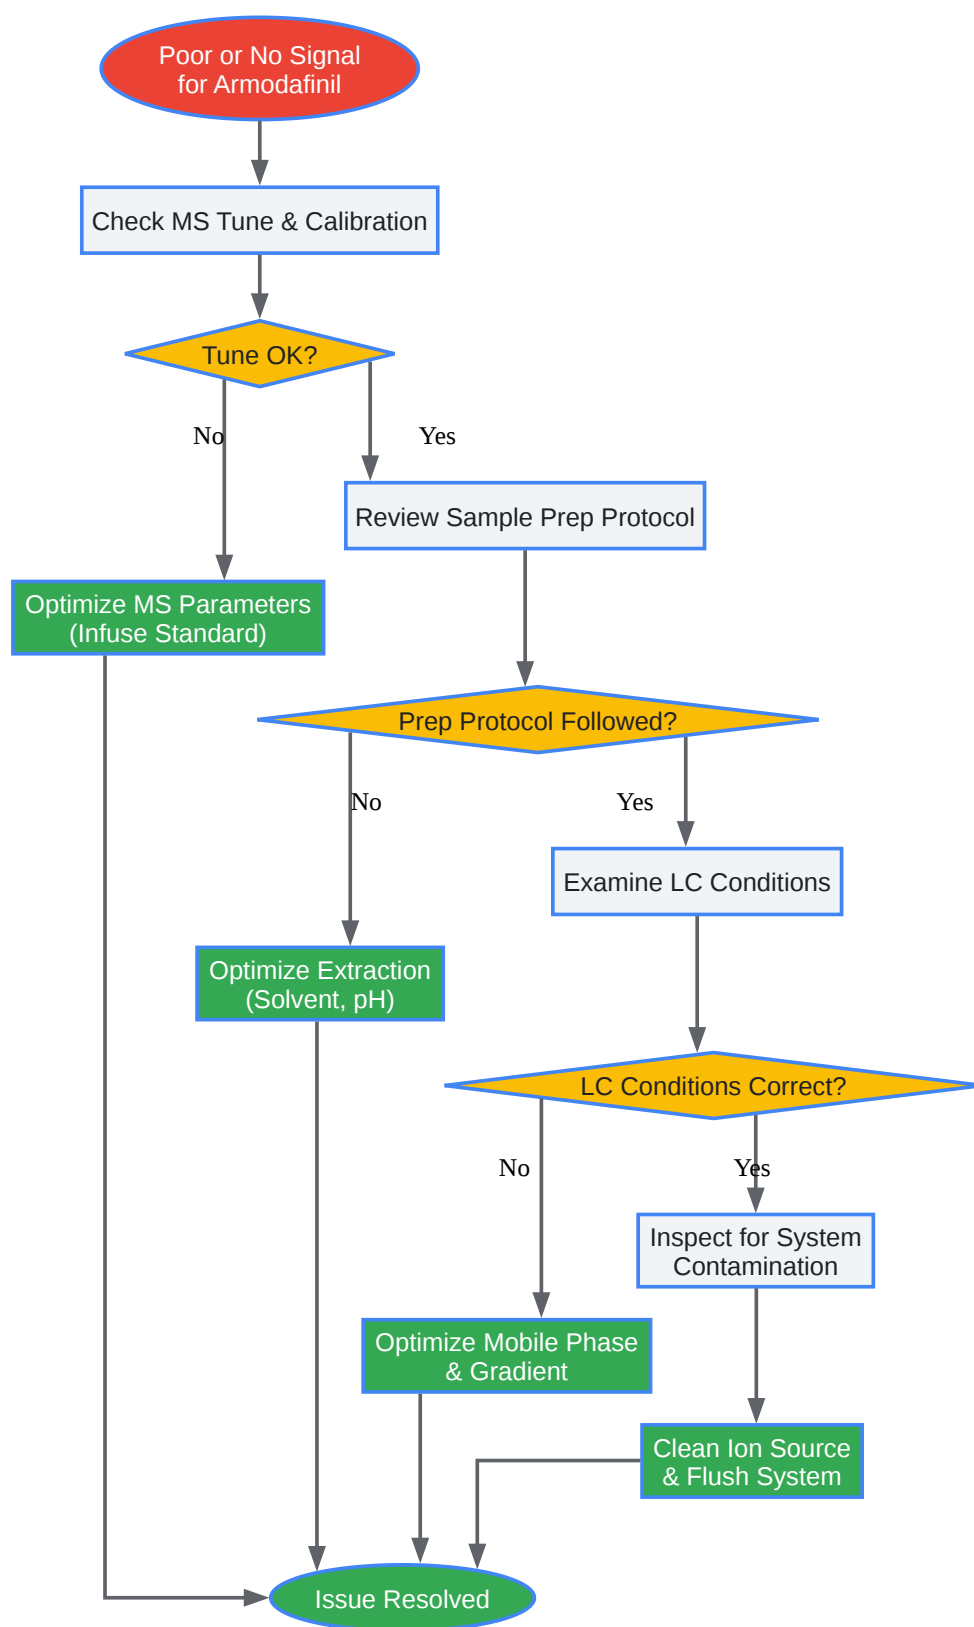 Poor or No Signal
for Armodafinil
Check MS Tune & Calibration
Tune OK?
No
Yes
Review Sample Prep Protocol
Optimize MS Parameters
(Infuse Standard)
Prep Protocol Followed?
No
Yes
Examine LC Conditions
Optimize Extraction
(Solvent, pH)
LC Conditions Correct?
No
Yes
Inspect for System
Contamination
Optimize Mobile Phase
& Gradient
Clean Ion Source
& Flush System
Issue Resolved